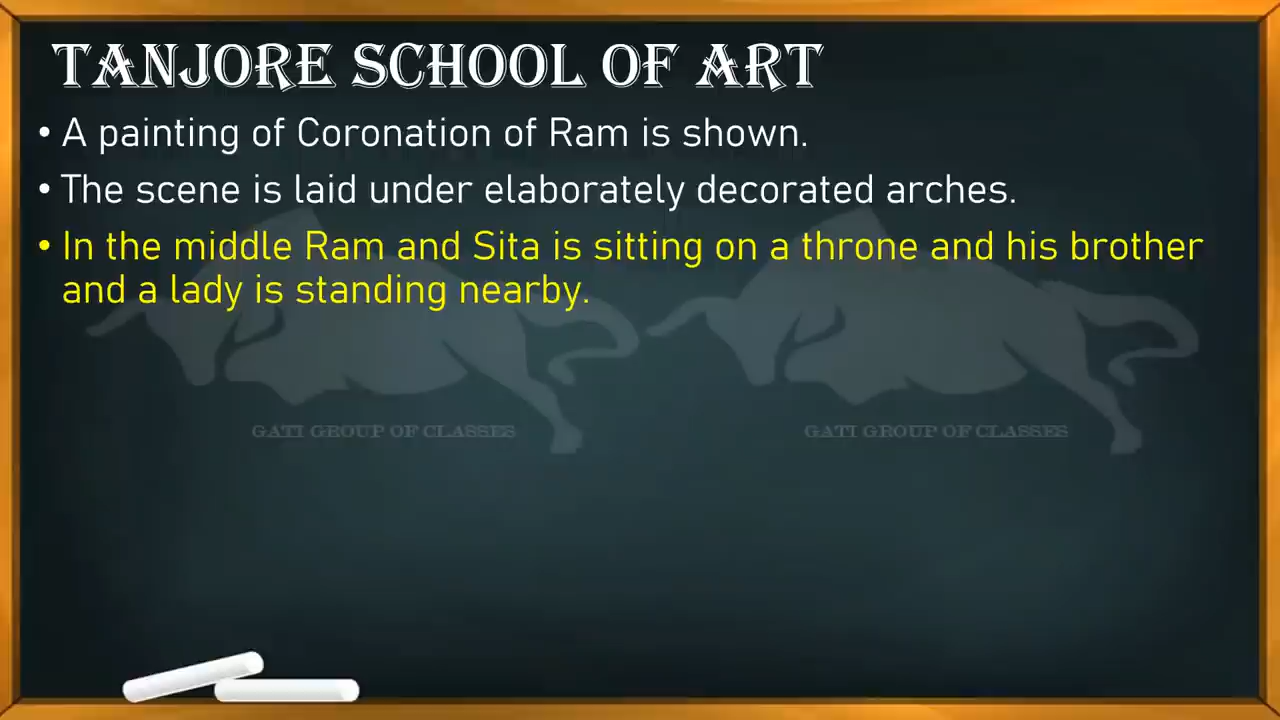 TANJORE SCHOOL OF ART
• A painting of Coronation of Ram is shown.
• The scene is laid under elaborately decorated arches.
• In the middle Ram and Sita is sitting on a throne and his brother
and a lady is standing nearby.
GATI GROUP OF CLASSES
GATI GROUP OF CLASSES